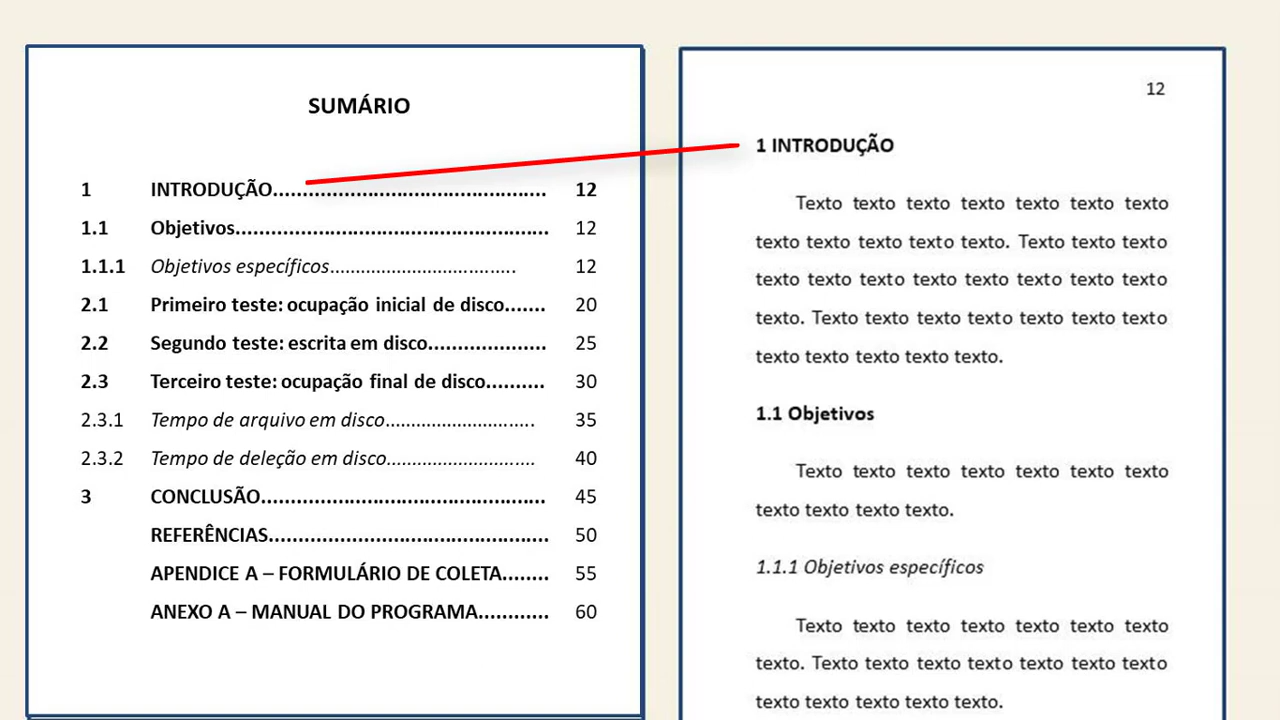 SUMÁRIO
1 INTRODUÇÃO.................................................. 12
1.1 Objetivos......................................................... 12
1.1.1 Objetivos específicos.................................. 12
2.1 Primeiro teste: ocupação inicial de disco....... 20
2.2 Segundo teste: escrita em disco..................... 25
2.3 Terceiro teste: ocupação final de disco.......... 30
2.3.1 Tempo de arquivo em disco........................... 35
2.3.2 Tempo de deleção em disco........................... 40
3 CONCLUSÃO.................................................... 45
REFERÊNCIAS................................................... 50
APENDICE A – FORMULÁRIO DE COLETA........ 55
ANEXO A – MANUAL DO PROGRAMA............ 60
12
1 INTRODUÇÃO
Texto texto texto texto texto texto texto
texto texto texto texto texto. Texto texto texto
texto texto texto texto texto texto texto texto
texto. Texto texto texto texto texto texto texto
texto texto texto texto texto.
1.1 Objetivos
Texto texto texto texto texto texto texto
texto texto texto texto.
1.1.1 Objetivos específicos
Texto texto texto texto texto texto texto
texto. Texto texto texto texto texto texto texto
texto texto texto texto texto.